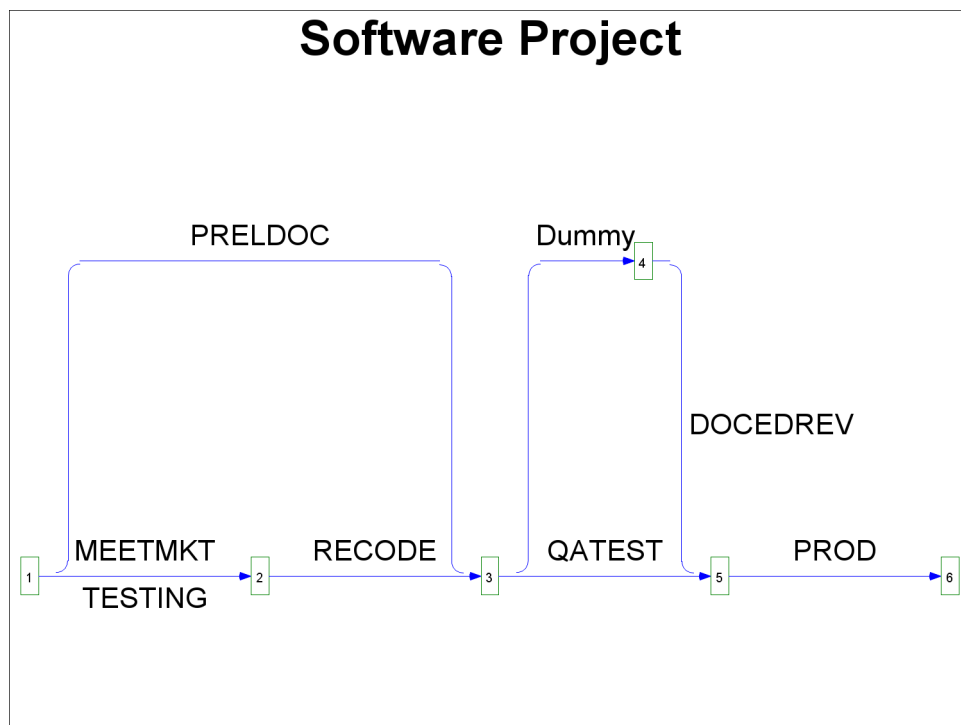 Software Project
PRELDOC
Dummy
4
DOCEDREV
MEETMKT
RECODE
QATEST
PROD
1
2
3
5
6
TESTING